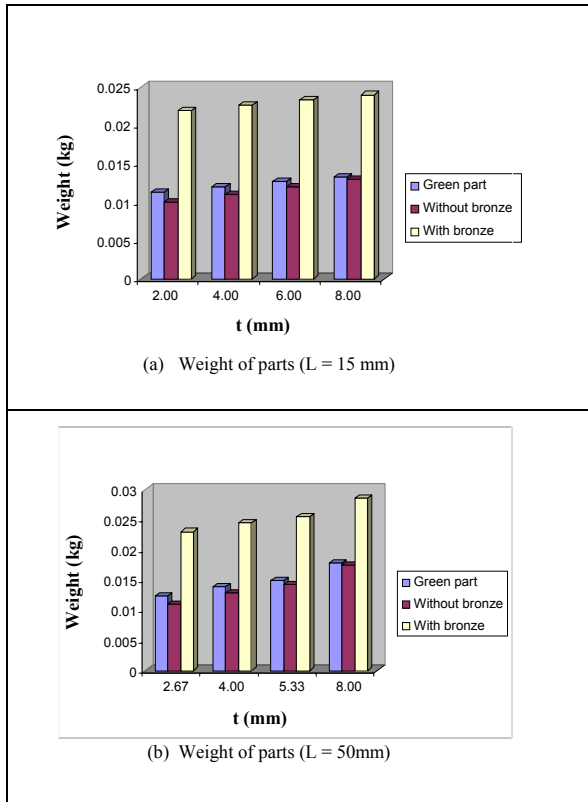 0.025
0.02
0.015
0.01
0.005
0
Weight (kg)
2.00 4.00 6.00 8.00
t (mm)
Green part
Without bronze
With bronze
(a) Weight of parts (L = 15 mm)
0.03
0.025
0.02
0.015
0.01
0.005
0
Weight (kg)
2.67 4.00 5.33 8.00
t (mm)
Green part
Without bronze
With bronze
(b) Weight of parts (L = 50mm)